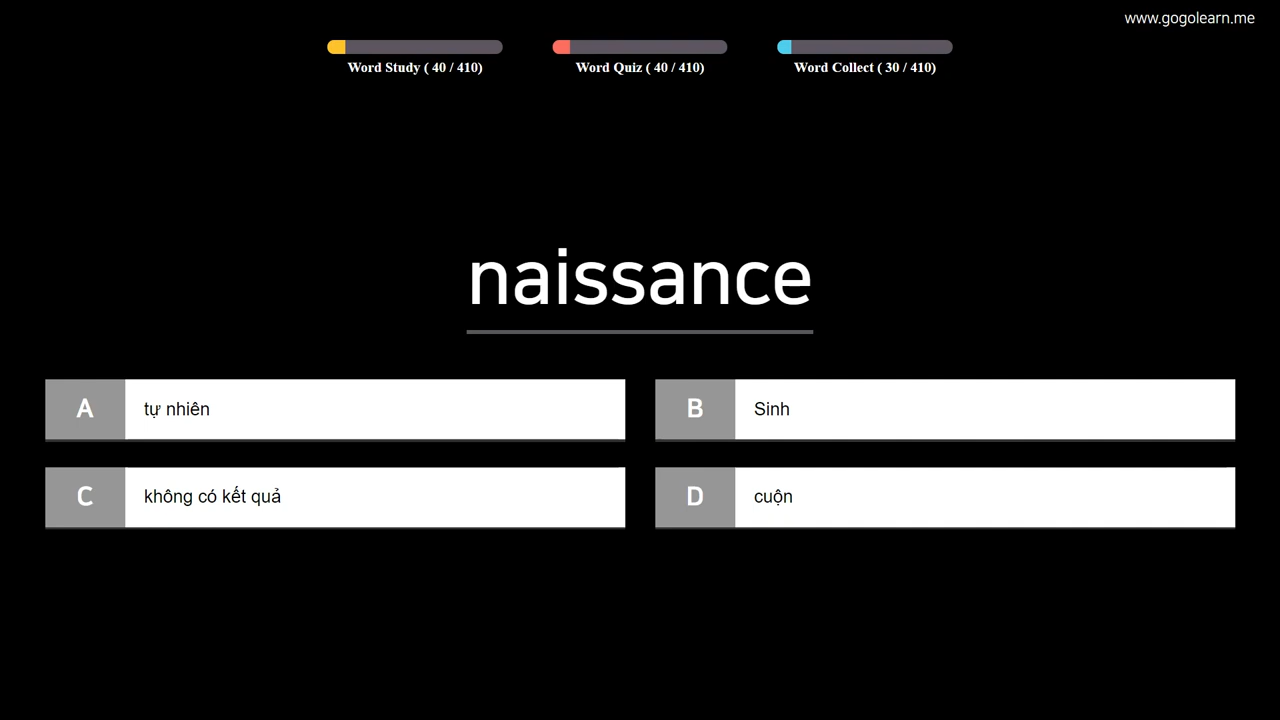 www.gogolearn.me
Word Study ( 40 / 410)
Word Quiz ( 40 / 410)
Word Collect ( 30 / 410)
naissance
A tự nhiên
B Sinh
C không có kết quả
D cuộn